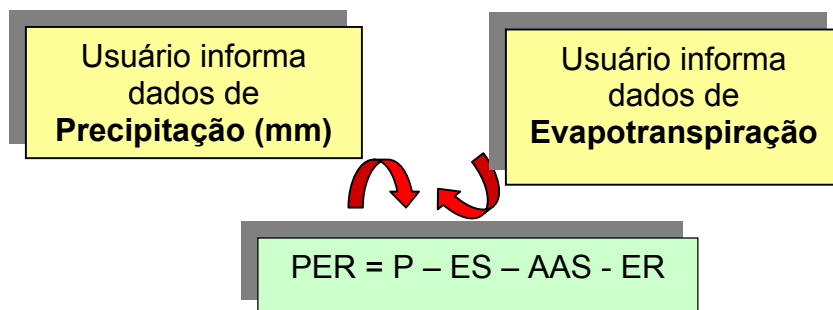 Usuário informa
dados de
Precipitação (mm)
Usuário informa
dados de
Evapotranspiração
PER = P – ES – AAS - ER